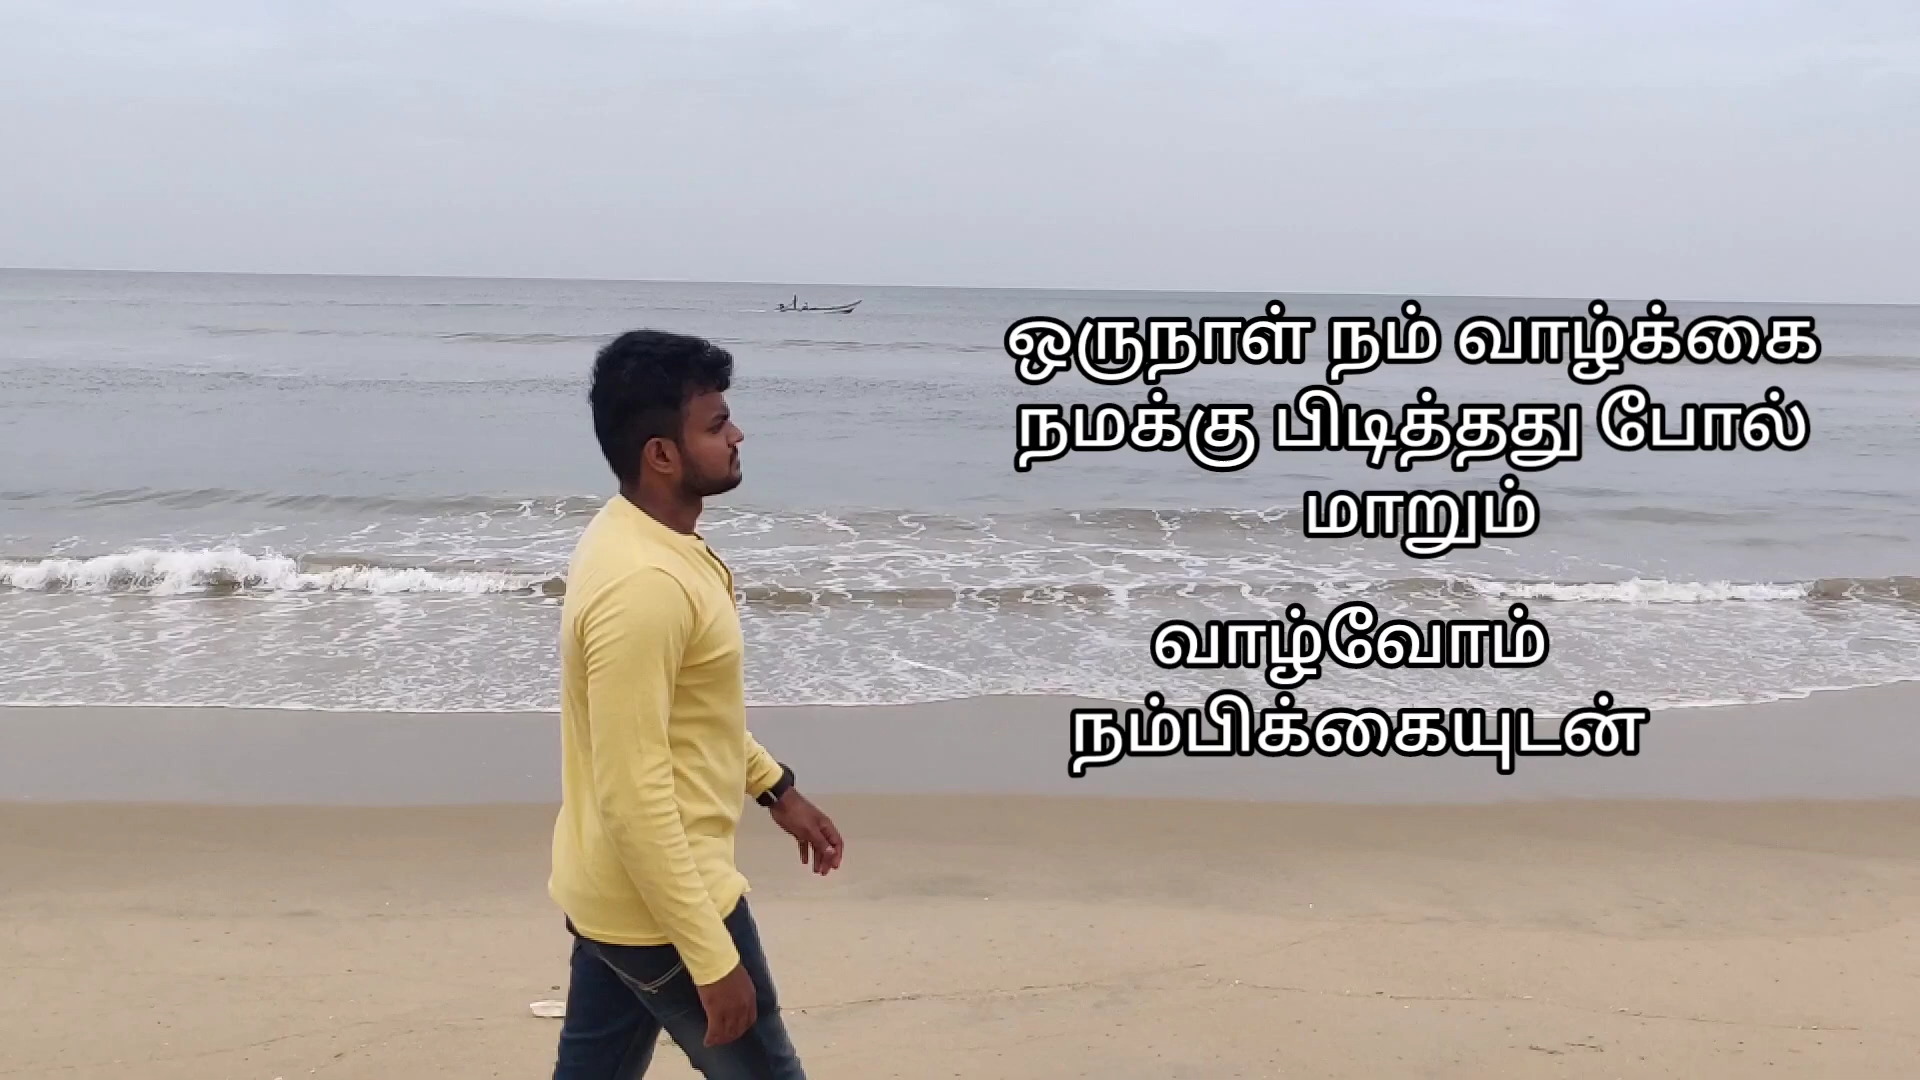 ஒருநாள் நம் வாழ்க்கை
நமக்கு பிடித்தது போல்
மாறும்
வாழ்வோம்
நம்பிக்கையுடன்